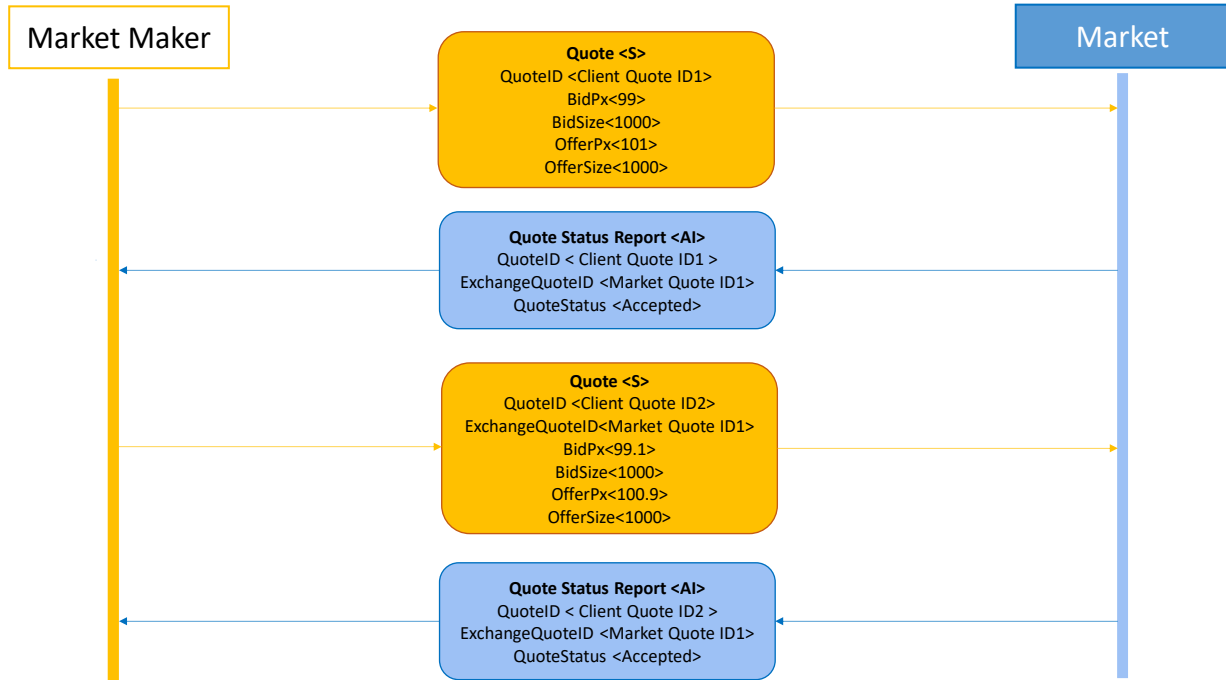 Market Maker
Market
Quote <S>
QuoteID <Client Quote ID1>
BidPx<99>
BidSize<1000>
OfferPx<101>
OfferSize<1000>
Quote Status Report <AI>
QuoteID < Client Quote ID1 >
ExchangeQuoteID <Market Quote ID1>
QuoteStatus <Accepted>
Quote <S>
QuoteID <Client Quote ID2>
ExchangeQuoteID<Market Quote ID1>
BidPx<99.1>
BidSize<1000>
OfferPx<100.9>
OfferSize<1000>
Quote Status Report <AI>
QuoteID < Client Quote ID2 >
ExchangeQuoteID <Market Quote ID1>
QuoteStatus <Accepted>